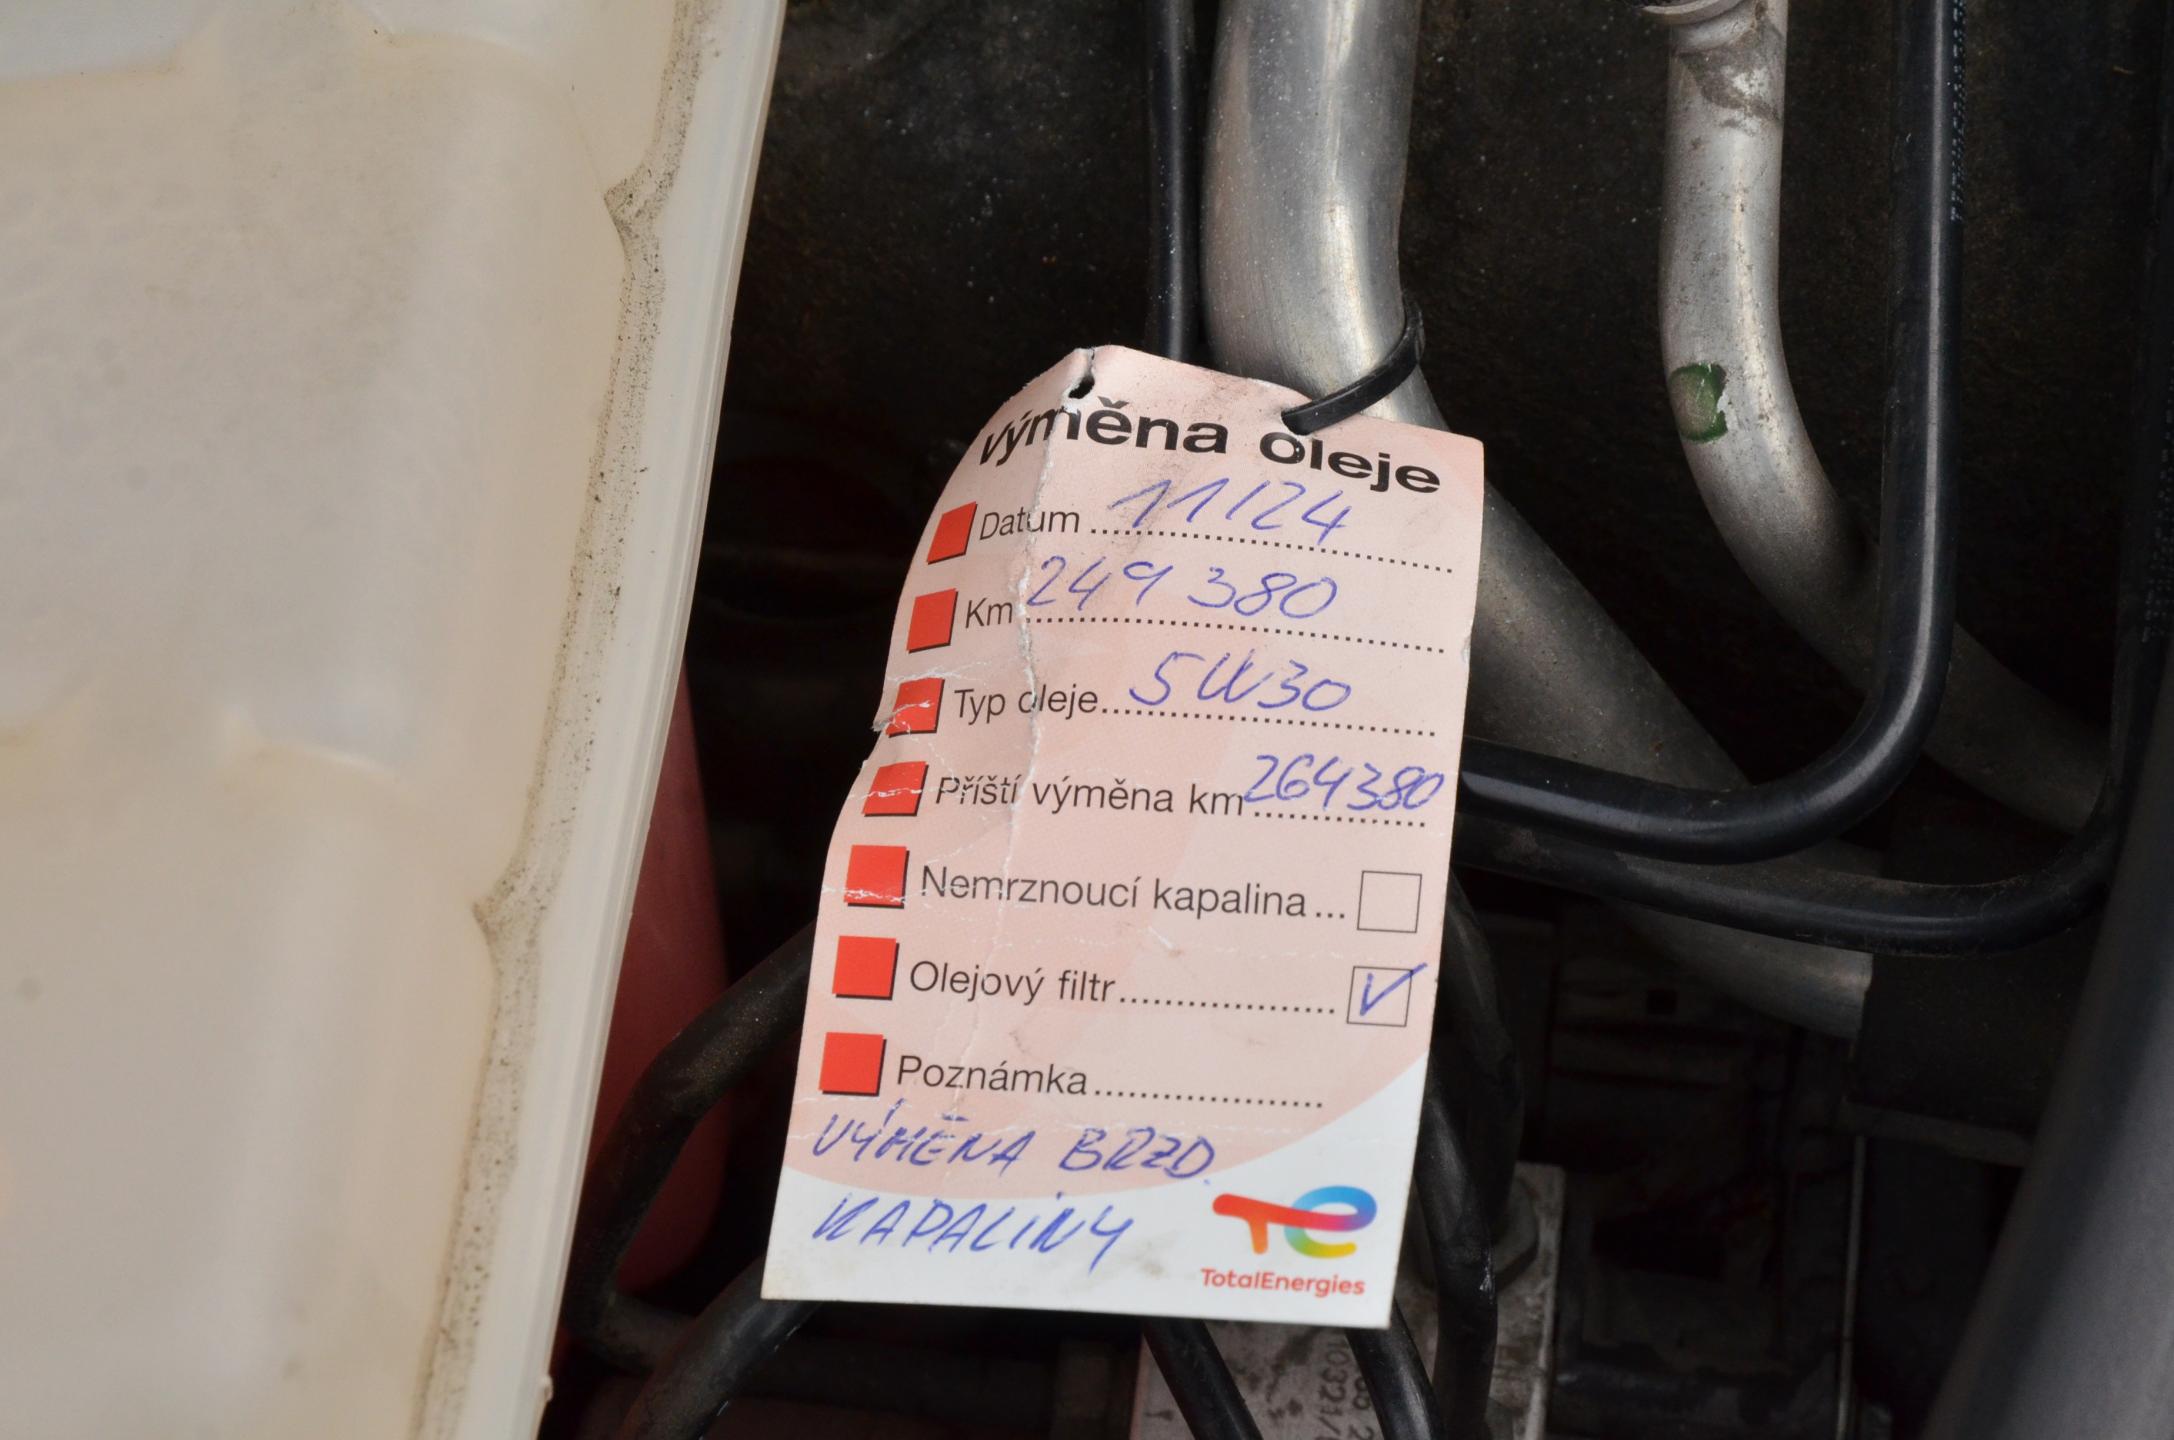 Výměna oleje
Datum 11/24
Km 249 380
Typ oleje 5W30
Příští výměna km 264380
Nemrznoucí kapalina
Olejový filtr
Poznámka
VÝMĚNA BRZD.
KAPALINY
TotalEnergies